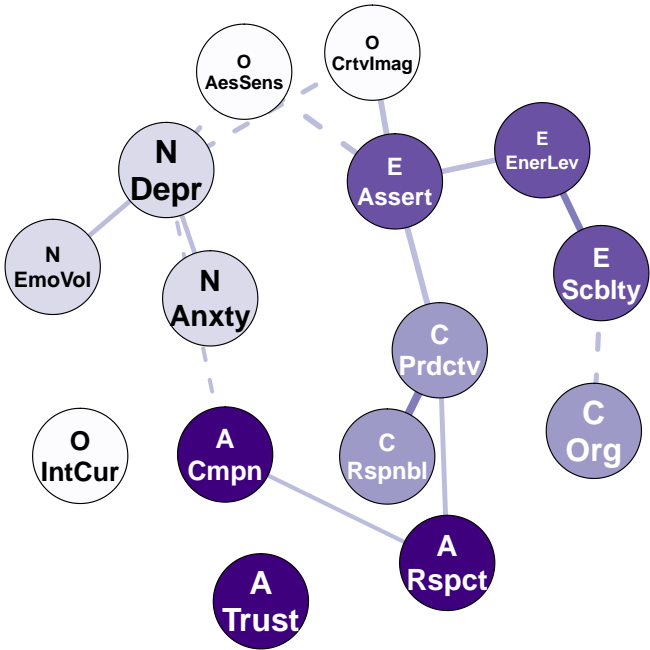 O
CrtvImag
O
AesSens
E
EnerLev
N
Depr
E
Assert
N
EmoVol
E
Scblty
N
Anxty
C
Prdctv
C
Org
O
IntCur
A
Cmpn
C
Rspnbl
A
Rspct
A
Trust